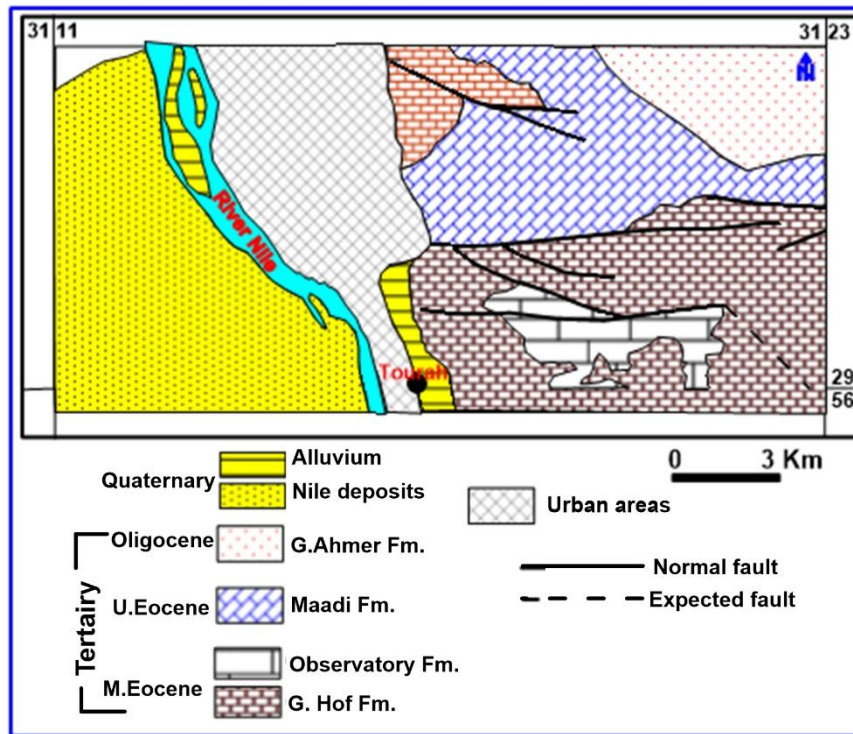 31 11
31 23
N
River Nile
Tourah
29
56
0 3 Km
Quaternary
Alluvium
Nile deposits
Urban areas
Tertairy
Oligocene
G.Ahmer Fm.
U.Eocene
Maadi Fm.
M.Eocene
Observatory Fm.
G. Hof Fm.
Normal fault
Expected fault